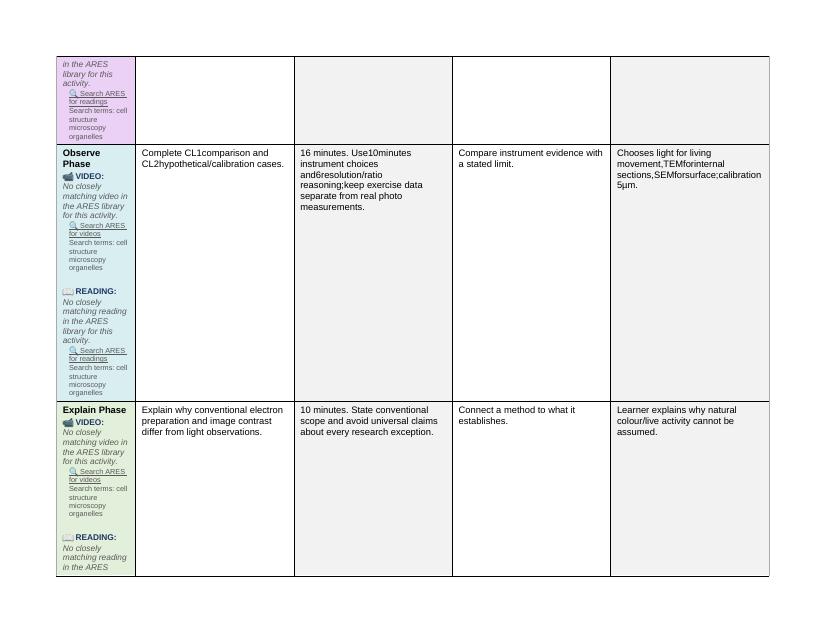 in the ARES
library for this
activity.
🔍 Search ARES
for readings
Search terms: cell
structure
microscopy
organelles
Observe
Phase
📹 VIDEO:
No closely
matching video in
the ARES library
for this activity.
🔍 Search ARES
for videos
Search terms: cell
structure
microscopy
organelles
📖 READING:
No closely
matching reading
in the ARES
library for this
activity.
🔍 Search ARES
for readings
Search terms: cell
structure
microscopy
organelles
Complete CL1comparison and
CL2hypothetical/calibration cases.
16 minutes. Use10minutes
instrument choices
and6resolution/ratio
reasoning;keep exercise data
separate from real photo
measurements.
Compare instrument evidence with
a stated limit.
Chooses light for living
movement,TEMforinternal
sections,SEMforsurface;calibration
5μm.
Explain Phase
📹 VIDEO:
No closely
matching video in
the ARES library
for this activity.
🔍 Search ARES
for videos
Search terms: cell
structure
microscopy
organelles
📖 READING:
No closely
matching reading
in the ARES
Explain why conventional electron
preparation and image contrast
differ from light observations.
10 minutes. State conventional
scope and avoid universal claims
about every research exception.
Connect a method to what it
establishes.
Learner explains why natural
colour/live activity cannot be
assumed.